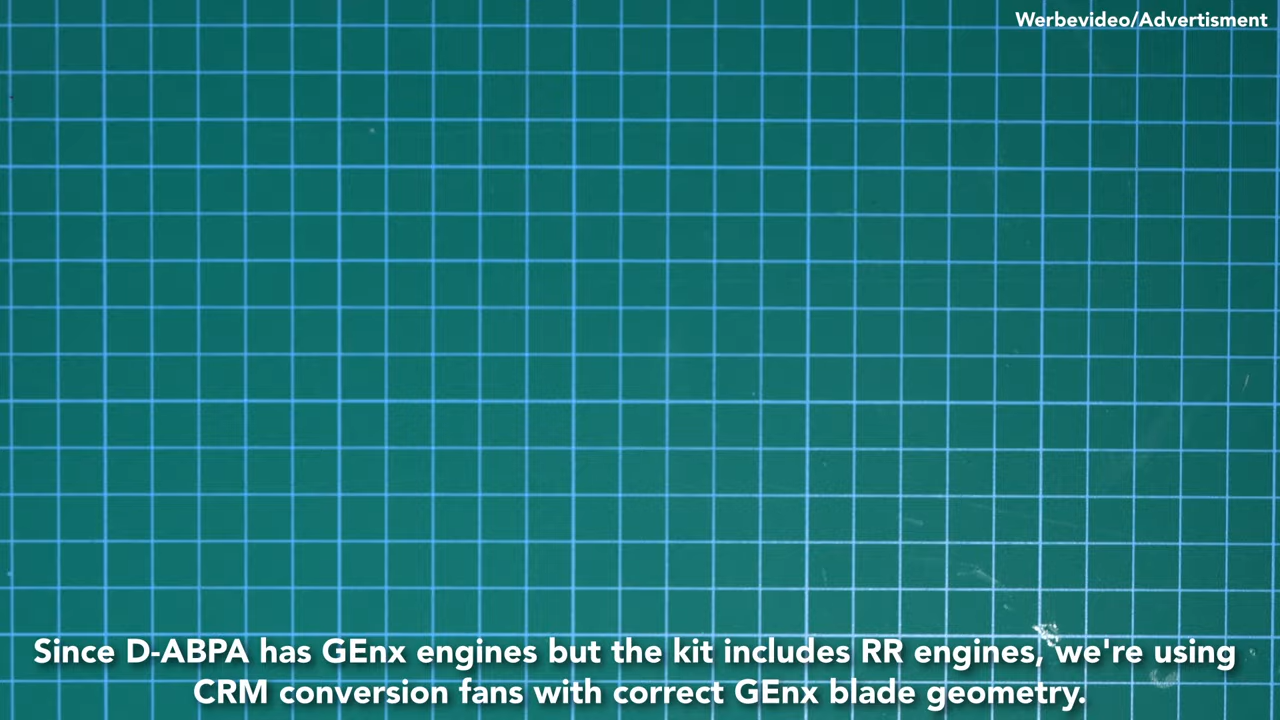 Werbevideo/Advertisment
Since D-ABPA has GEnx engines but the kit includes RR engines, we're using
CRM conversion fans with correct GEnx blade geometry.